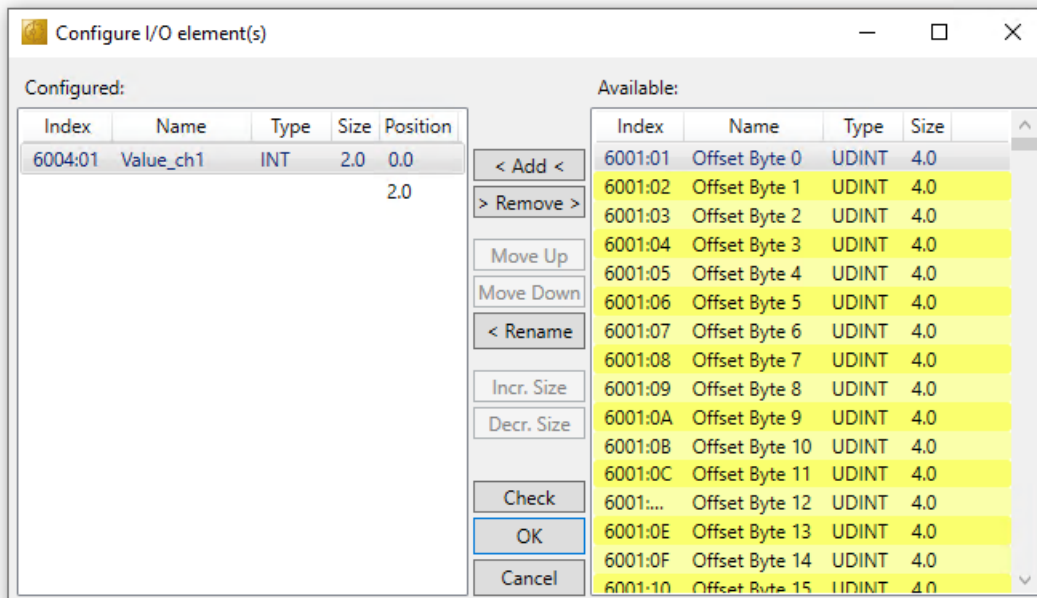 Configure I/O element(s)
Configured:
Index Name Type Size Position
6004:01 Value_ch1 INT 2.0 0.0
2.0
< Add <
> Remove >
Move Up
Move Down
< Rename
Incr. Size
Decr. Size
Check
OK
Cancel
Available:
Index Name Type Size
6001:01 Offset Byte 0 UDINT 4.0
6001:02 Offset Byte 1 UDINT 4.0
6001:03 Offset Byte 2 UDINT 4.0
6001:04 Offset Byte 3 UDINT 4.0
6001:05 Offset Byte 4 UDINT 4.0
6001:06 Offset Byte 5 UDINT 4.0
6001:07 Offset Byte 6 UDINT 4.0
6001:08 Offset Byte 7 UDINT 4.0
6001:09 Offset Byte 8 UDINT 4.0
6001:0A Offset Byte 9 UDINT 4.0
6001:0B Offset Byte 10 UDINT 4.0
6001:0C Offset Byte 11 UDINT 4.0
6001:... Offset Byte 12 UDINT 4.0
6001:0E Offset Byte 13 UDINT 4.0
6001:0F Offset Byte 14 UDINT 4.0
6001:10 Offset Byte 15 UDINT 4.0